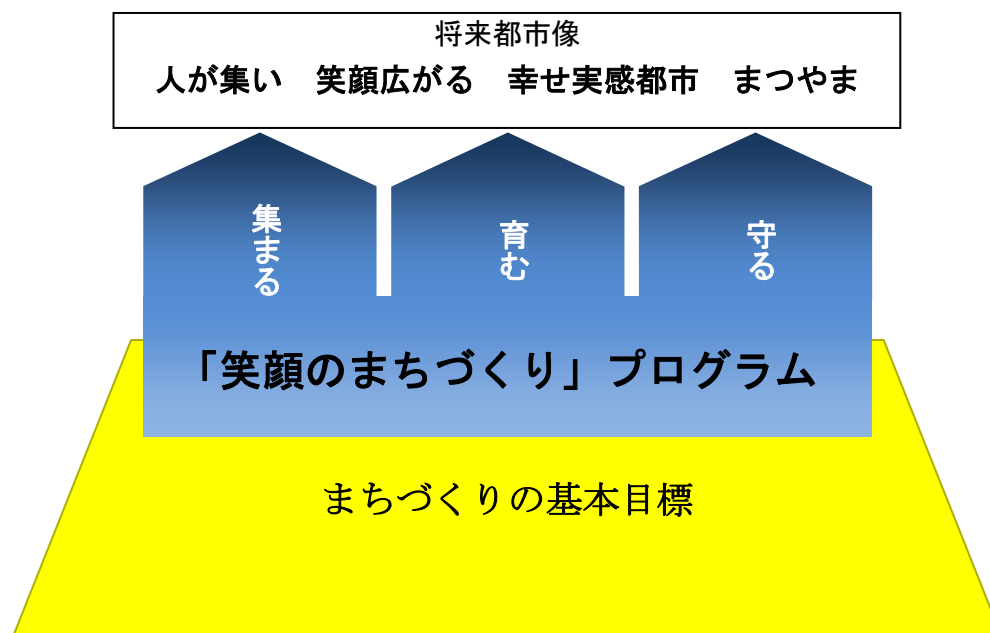 将来都市像
人が集い　笑顔広がる　幸せ実感都市　まつやま
集まる
育む
守る
「笑顔のまちづくり」プログラム
まちづくりの基本目標